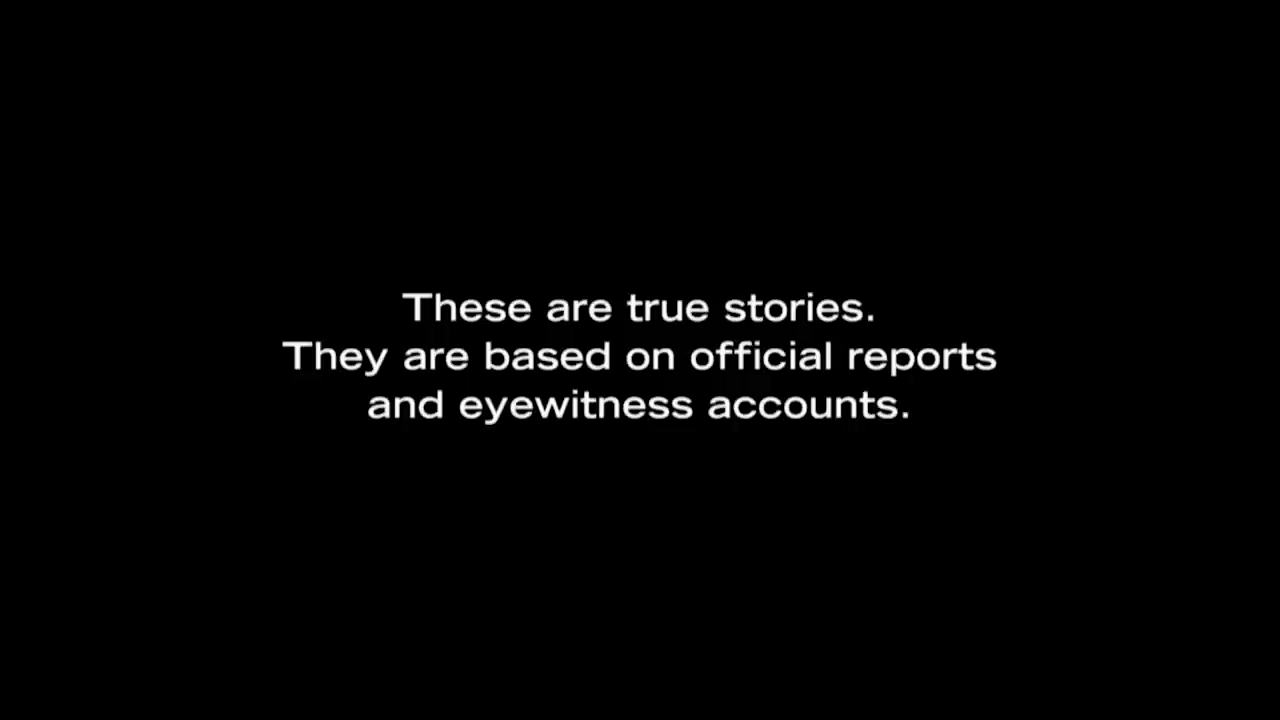 These are true stories.
They are based on official reports
and eyewitness accounts.